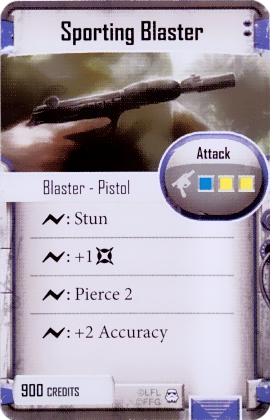 Sporting Blaster
Attack
Blaster - Pistol
: Stun
: +1
: Pierce 2
: +2 Accuracy
900 CREDITS
©LFL
©FFG